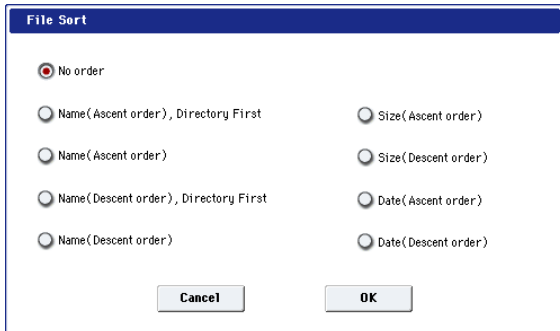 File Sort
No order
Name(Ascent order), Directory First
Size(Ascent order)
Name(Ascent order)
Size(Descent order)
Name(Descent order), Directory First
Date(Ascent order)
Name(Descent order)
Date(Descent order)
Cancel
OK